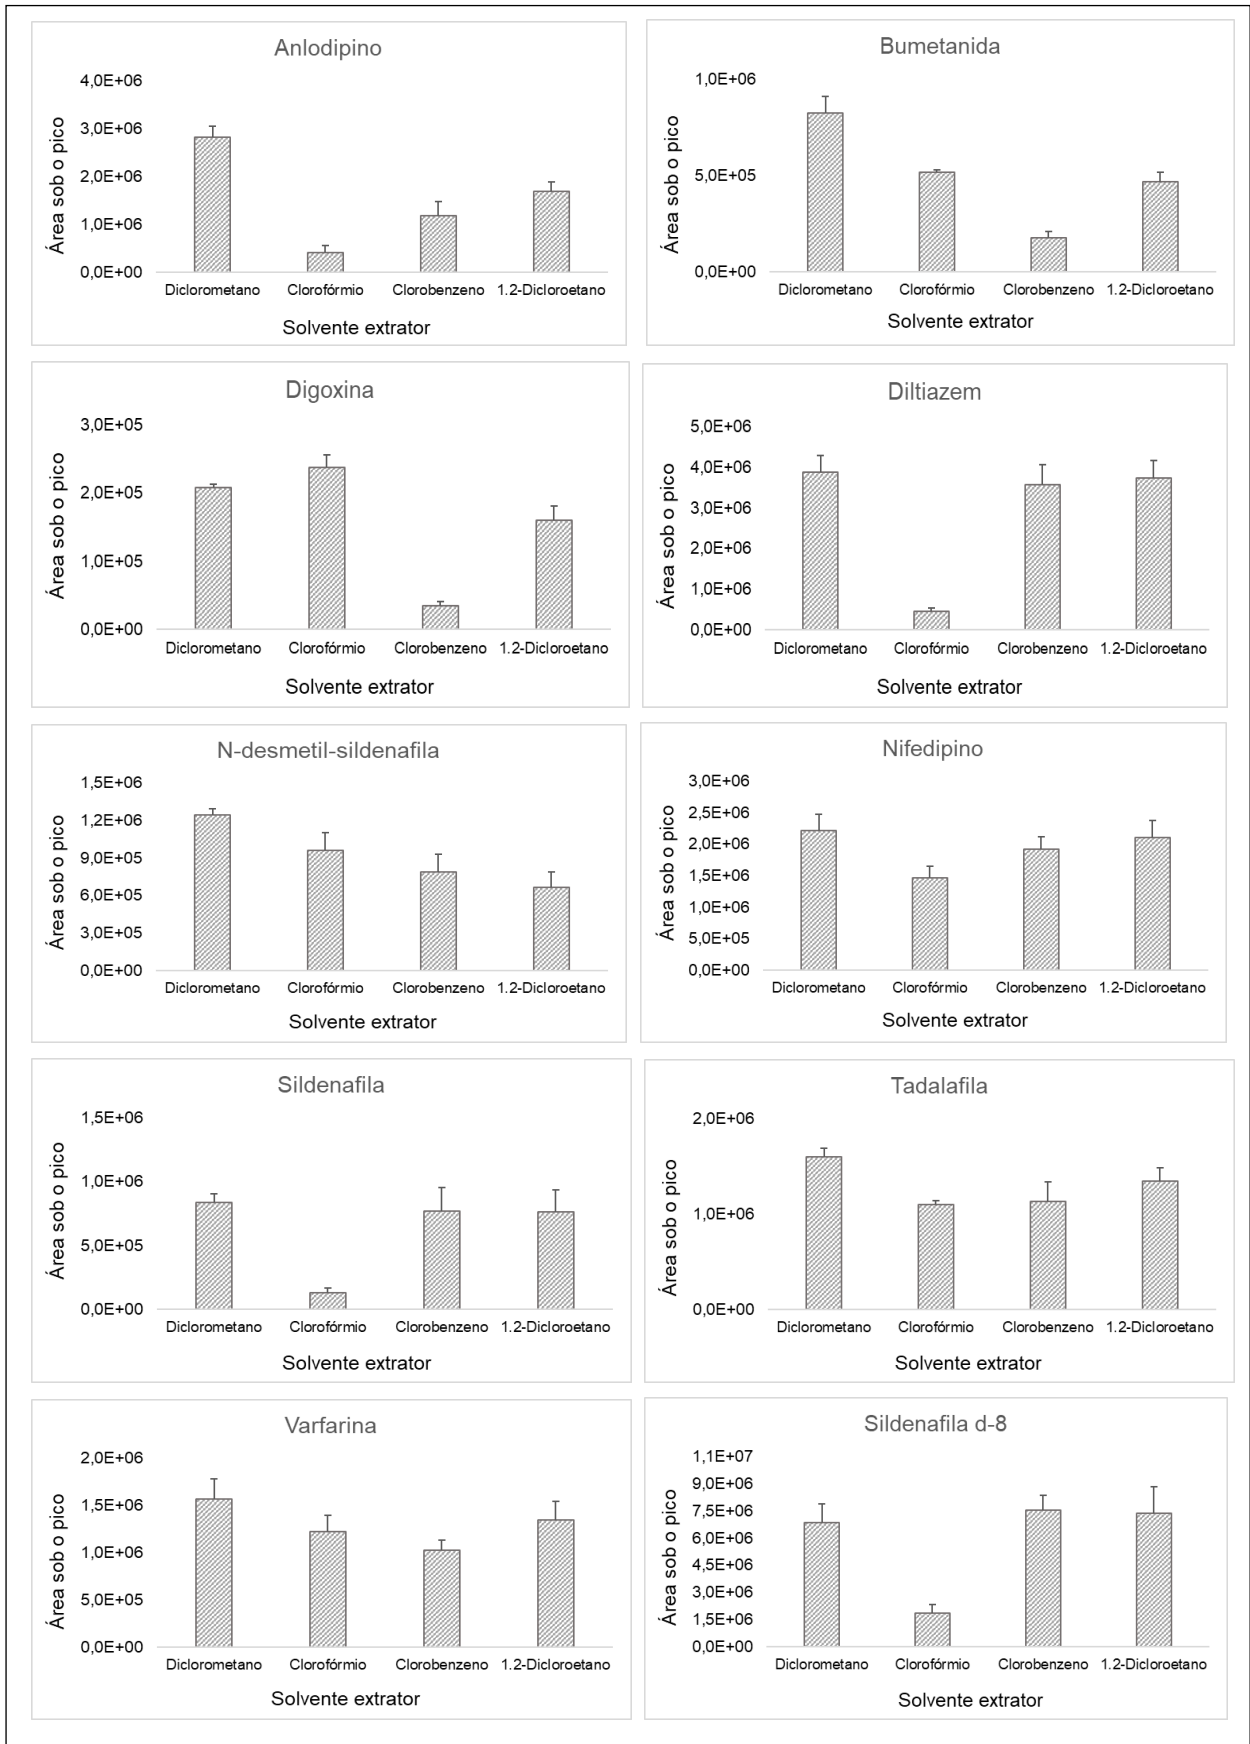 Anlodipino
Área sob o pico
4,0E+06
3,0E+06
2,0E+06
1,0E+06
0,0E+00
Diclorometano Clorofórmio Clorobenzeno 1.2-Dicloroetano
Solvente extrator
Bumetanida
Área sob o pico
1,0E+06
5,0E+05
0,0E+00
Diclorometano Clorofórmio Clorobenzeno 1.2-Dicloroetano
Solvente extrator
Digoxina
Área sob o pico
3,0E+05
2,0E+05
1,0E+05
0,0E+00
Diclorometano Clorofórmio Clorobenzeno 1.2-Dicloroetano
Solvente extrator
Diltiazem
Área sob o pico
5,0E+06
4,0E+06
3,0E+06
2,0E+06
1,0E+06
0,0E+00
Diclorometano Clorofórmio Clorobenzeno 1.2-Dicloroetano
Solvente extrator
N-desmetil-sildenafila
Área sob o pico
1,5E+06
1,2E+06
9,0E+05
6,0E+05
3,0E+05
0,0E+00
Diclorometano Clorofórmio Clorobenzeno 1.2-Dicloroetano
Solvente extrator
Nifedipino
Área sob o pico
3,0E+06
2,5E+06
2,0E+06
1,5E+06
1,0E+06
5,0E+05
0,0E+00
Diclorometano Clorofórmio Clorobenzeno 1.2-Dicloroetano
Solvente extrator
Sildenafila
Área sob o pico
1,5E+06
1,0E+06
5,0E+05
0,0E+00
Diclorometano Clorofórmio Clorobenzeno 1.2-Dicloroetano
Solvente extrator
Tadalafila
Área sob o pico
2,0E+06
1,0E+06
0,0E+00
Diclorometano Clorofórmio Clorobenzeno 1.2-Dicloroetano
Solvente extrator
Varfarina
Área sob o pico
2,0E+06
1,5E+06
1,0E+06
5,0E+05
0,0E+00
Diclorometano Clorofórmio Clorobenzeno 1.2-Dicloroetano
Solvente extrator
Sildenafila d-8
Área sob o pico
1,1E+07
9,0E+06
7,5E+06
6,0E+06
4,5E+06
3,0E+06
1,5E+06
0,0E+00
Diclorometano Clorofórmio Clorobenzeno 1.2-Dicloroetano
Solvente extrator